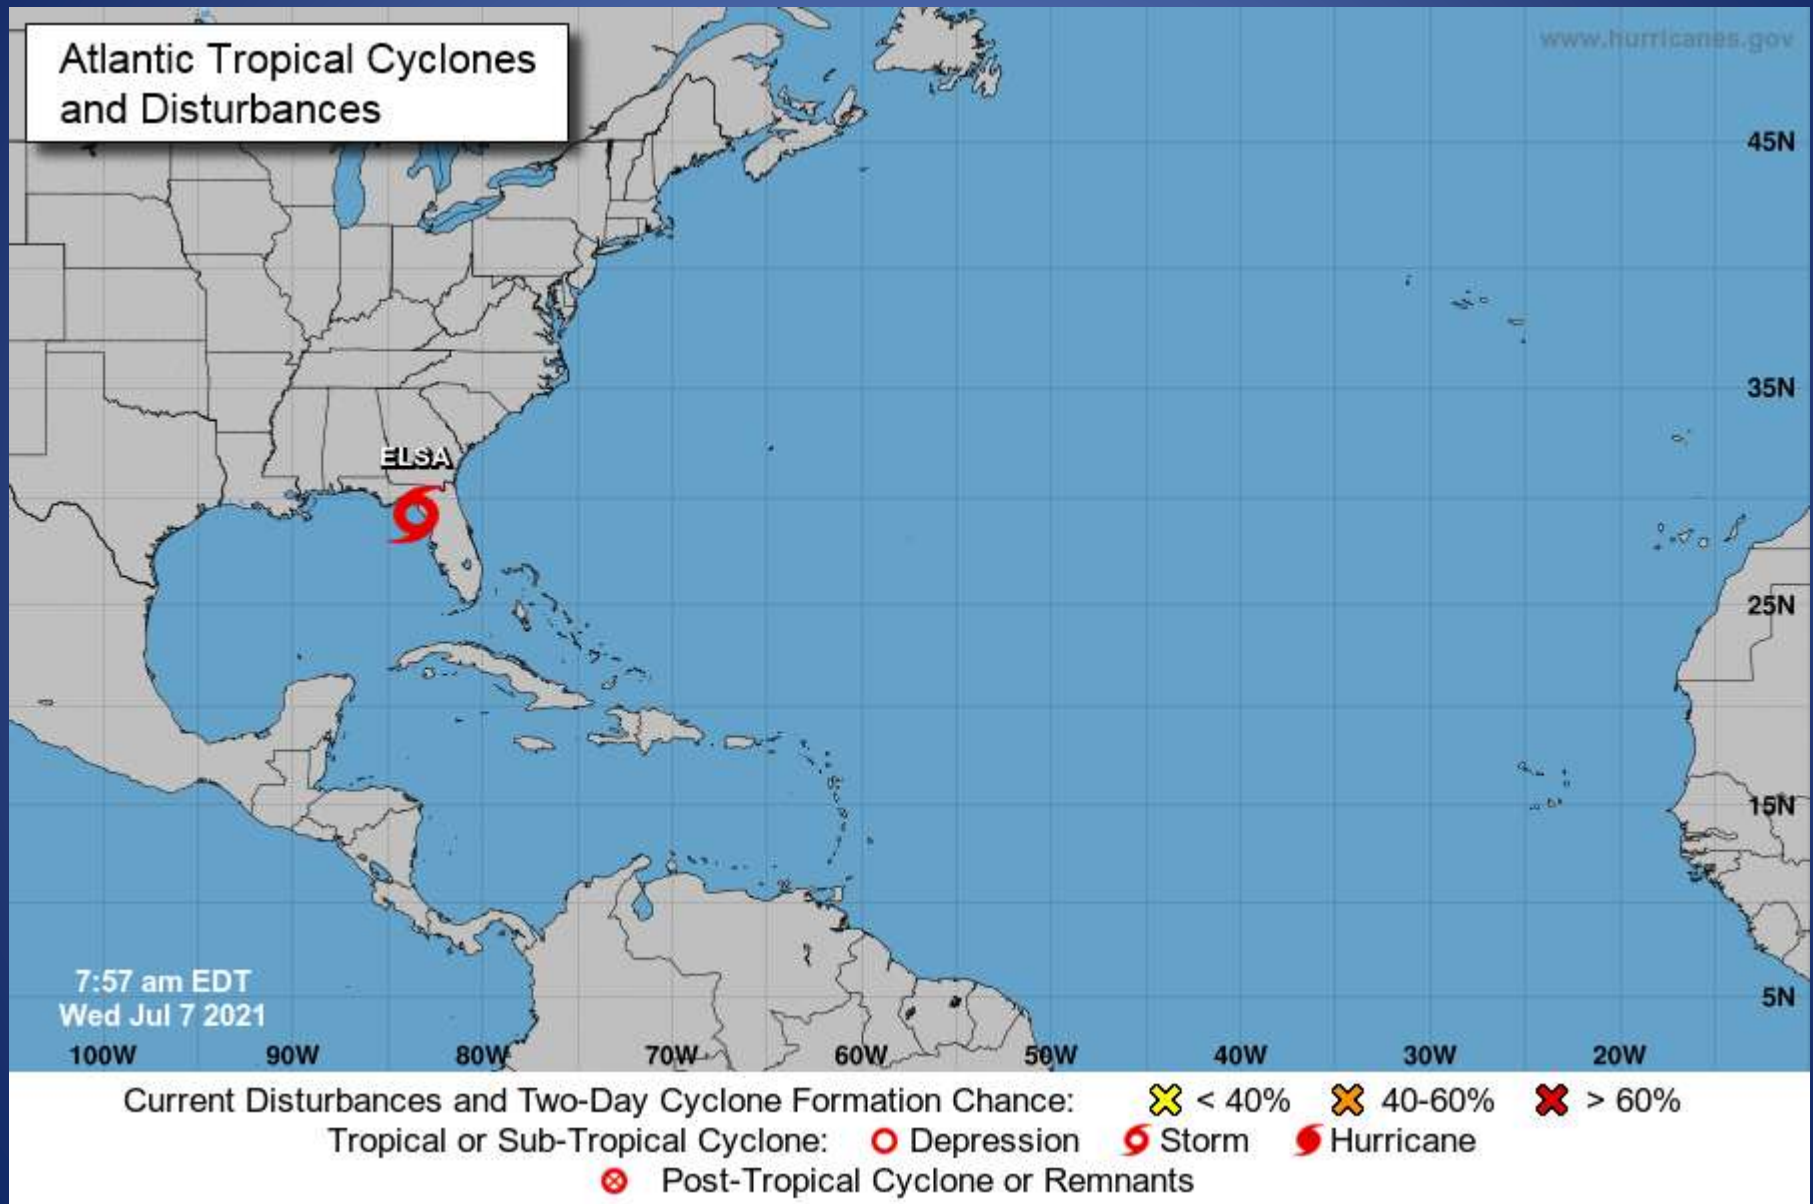 Atlantic Tropical Cyclones
and Disturbances
www.hurricanes.gov
45N
35N
ELSA
25N
15N
7:57 am EDT
Wed Jul 7 2021
5N
100W 90W 80W 70W 60W 50W 40W 30W 20W
Current Disturbances and Two-Day Cyclone Formation Chance: < 40% 40-60% > 60%
Tropical or Sub-Tropical Cyclone: Depression Storm Hurricane
Post-Tropical Cyclone or Remnants